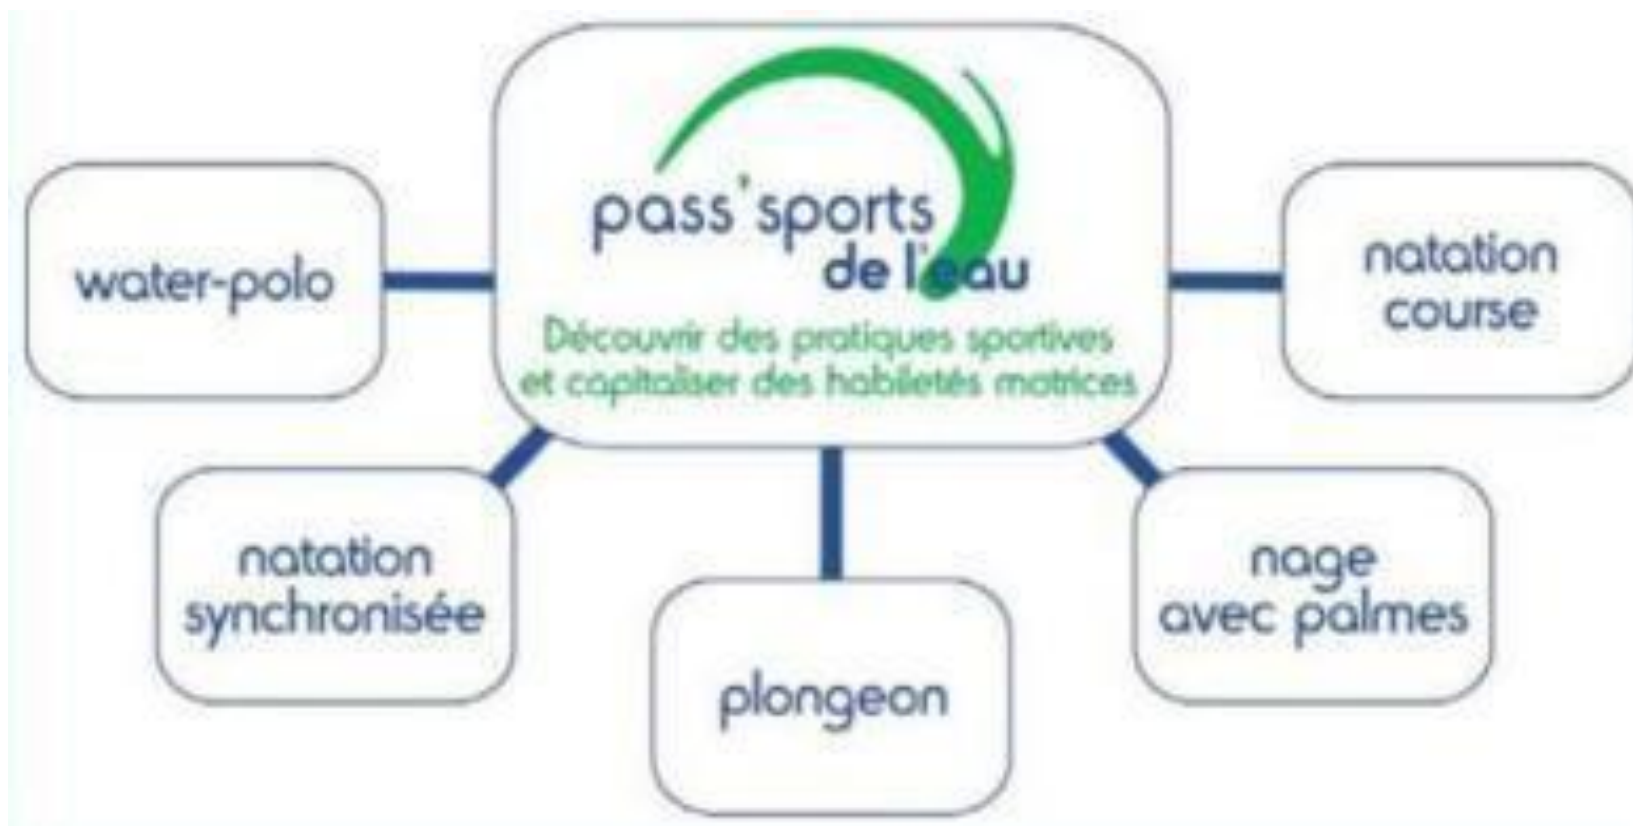 pass'sports
de l'eau
Découvrir des pratiques sportives
et capitaliser des habiletés motrices
water-polo
natation
synchronisée
plongeon
nage
avec palmes
natation
course